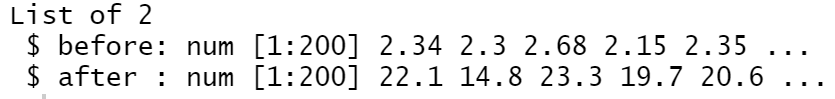 List of 2
 $ before: num [1:200] 2.34 2.3 2.68 2.15 2.35 ...
 $ after : num [1:200] 22.1 14.8 23.3 19.7 20.6 ...